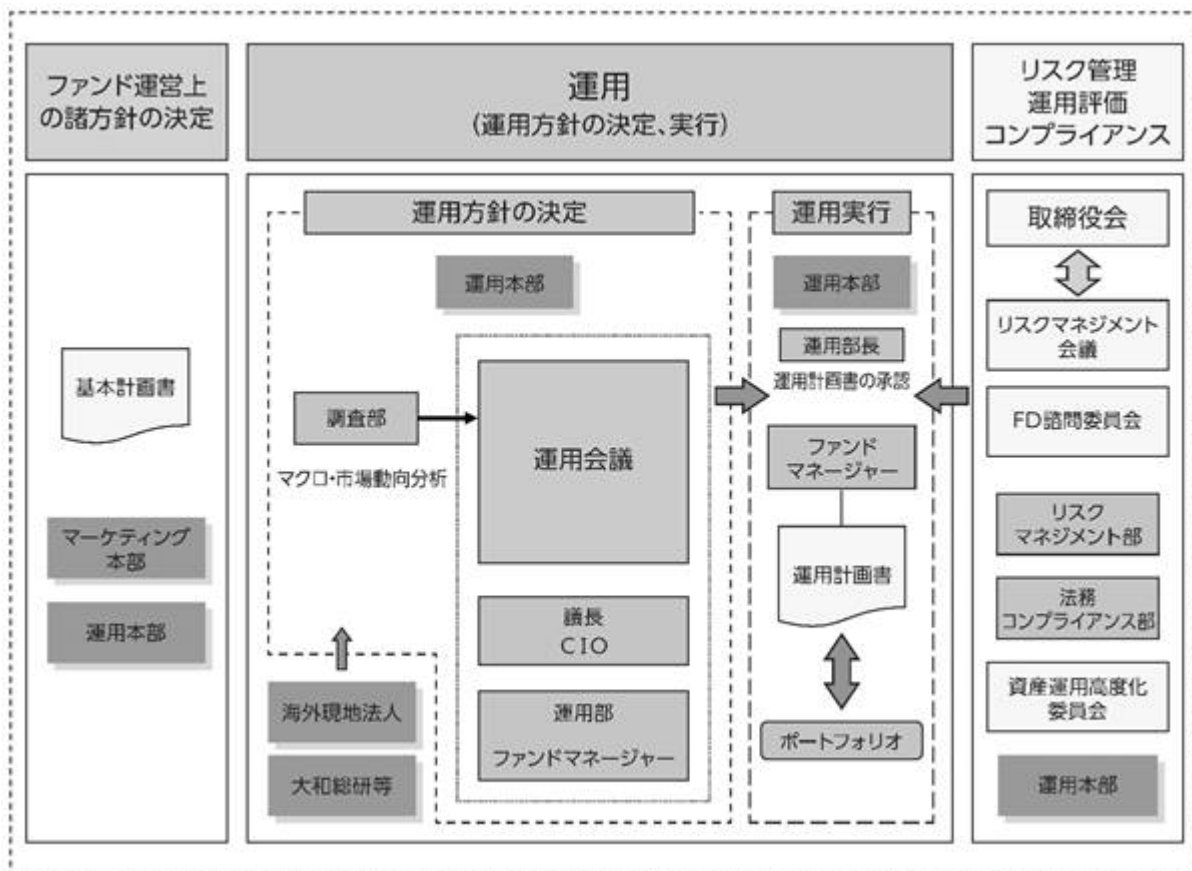 ファンド運営上
の諸方針の決定
運用
(運用方針の決定、実行)
リスク管理
運用評価
コンプライアンス
基本計画書
マーケティング
本部
運用本部
運用方針の決定
運用本部
調査部
マクロ・市場動向分析
運用会議
議長
CIO
運用部
ファンドマネージャー
海外現地法人
大和総研等
運用実行
運用本部
運用部長
運用計画書の承認
ファンド
マネージャー
運用計画書
ポートフォリオ
取締役会
リスクマネジメント
会議
FD諮問委員会
リスク
マネジメント部
法務
コンプライアンス部
資産運用高度化
委員会
運用本部